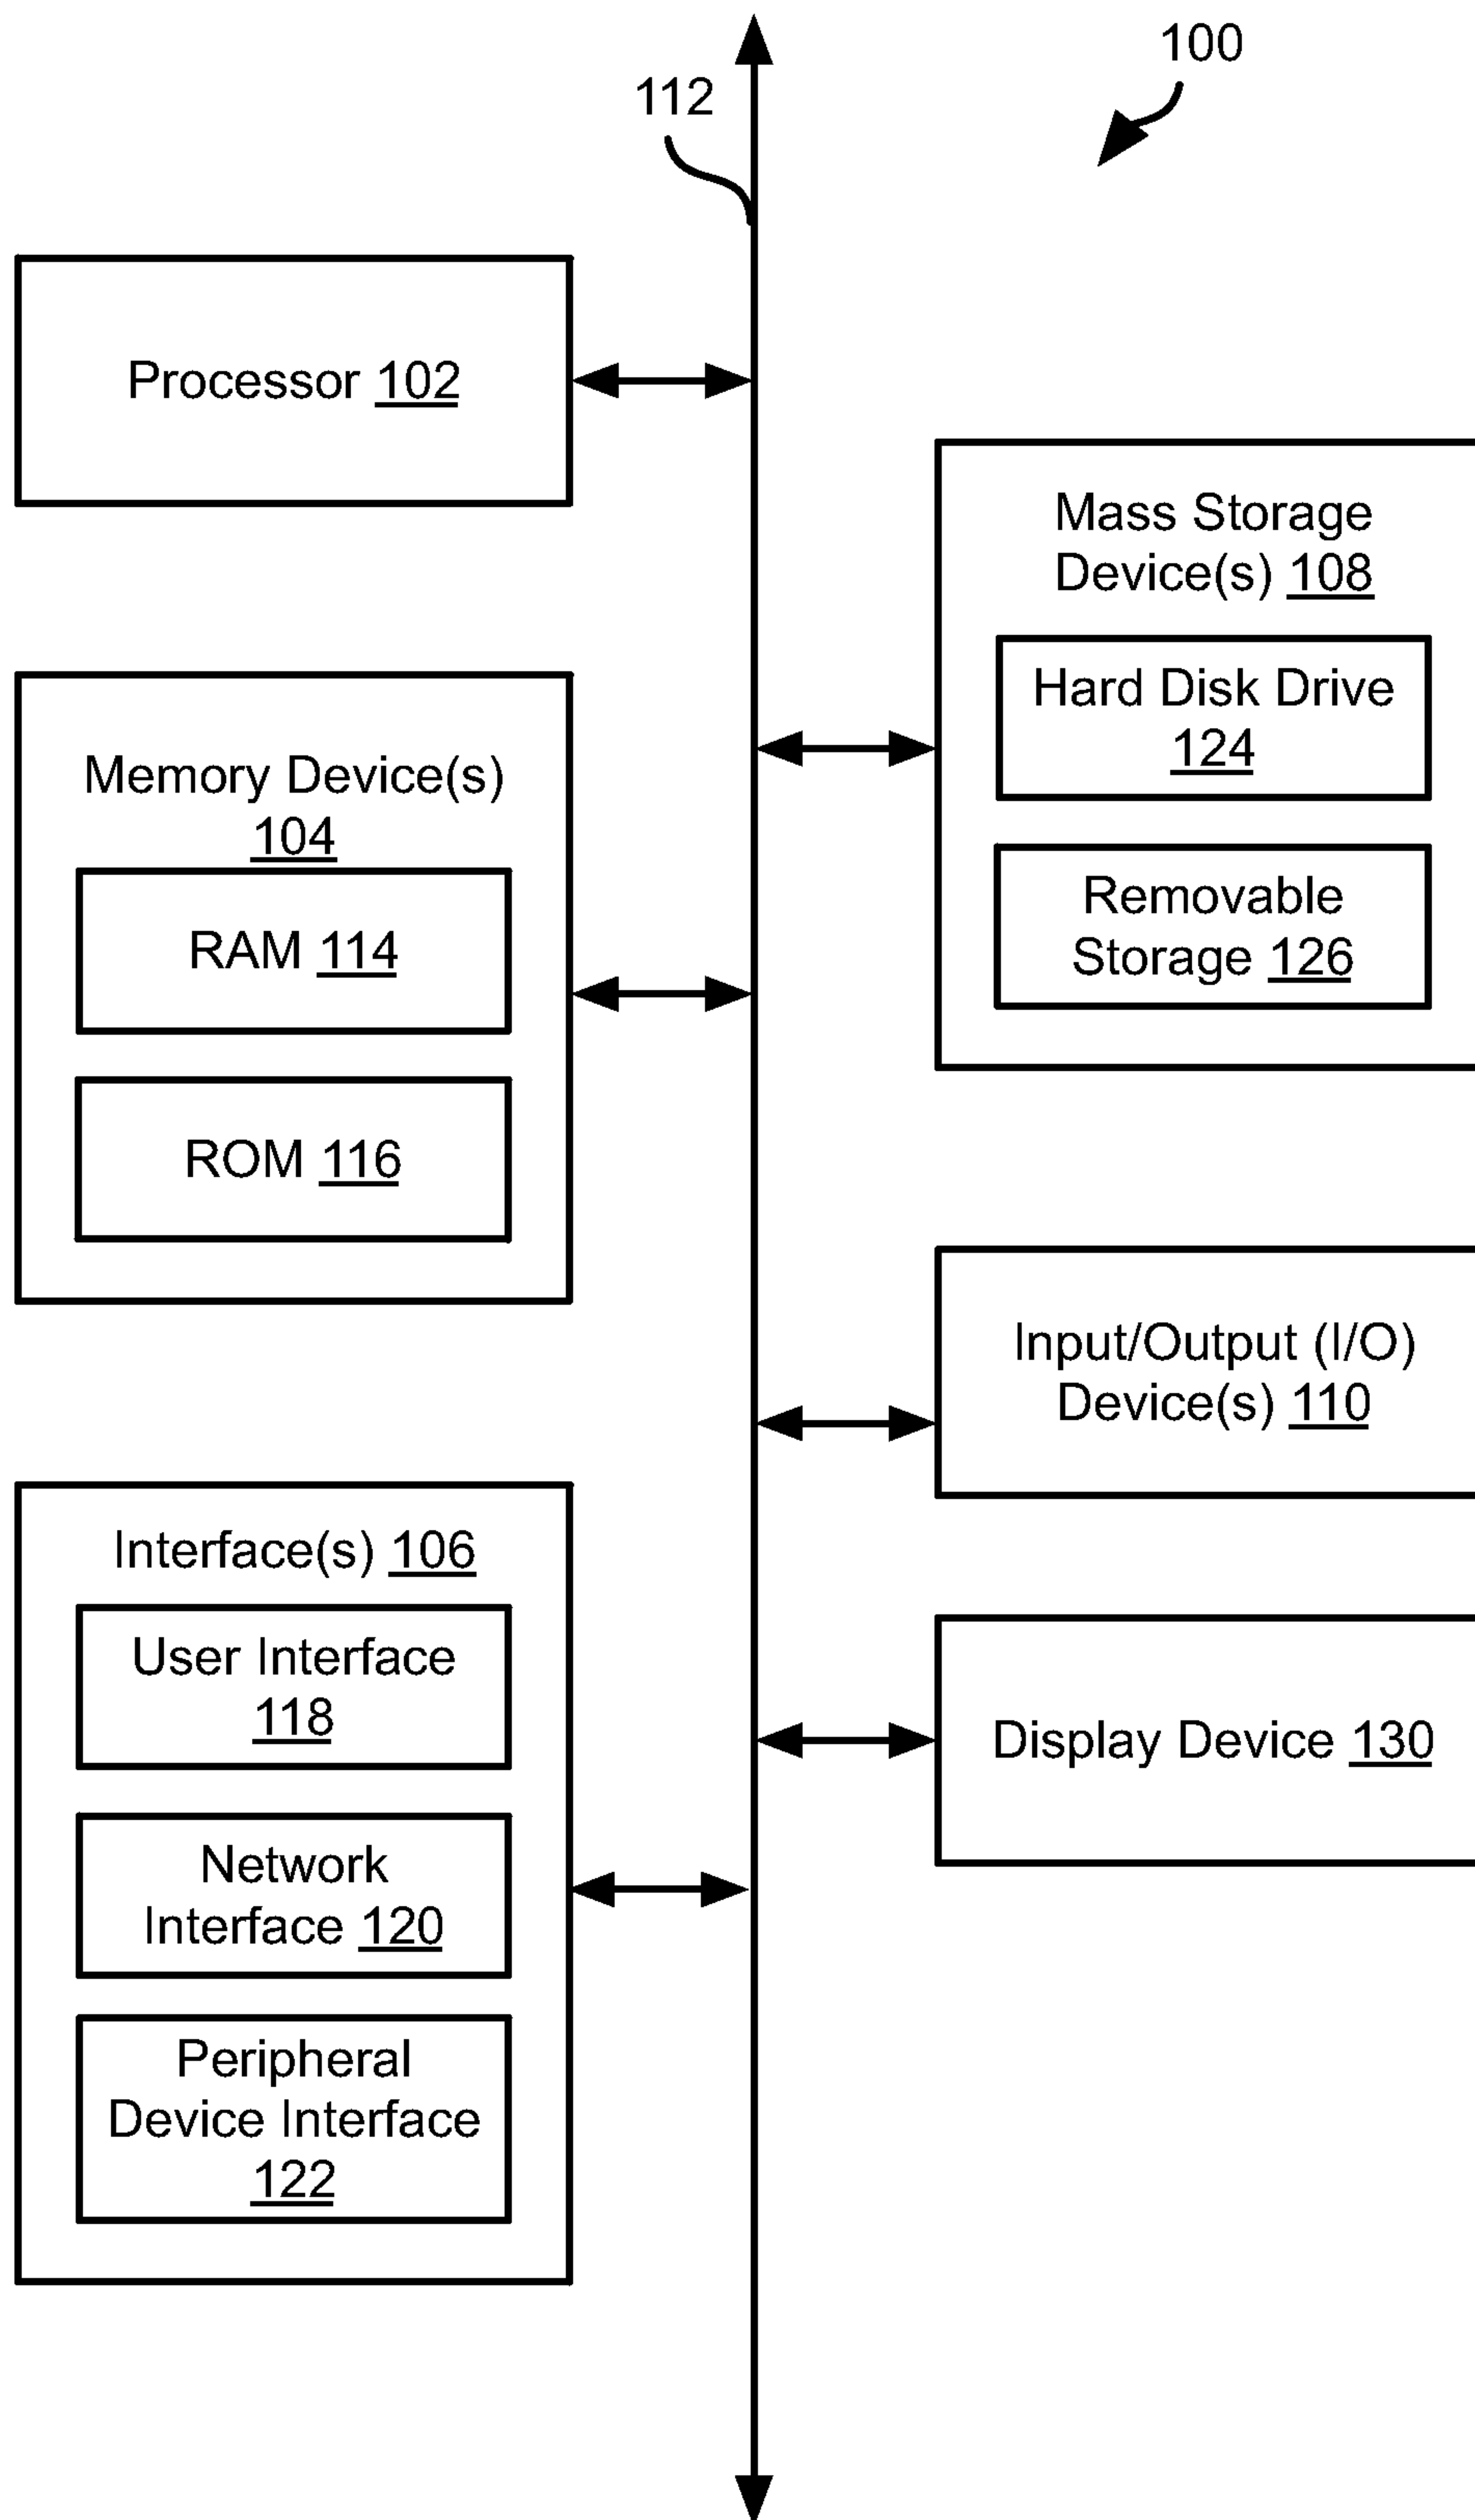 100
112
Processor 102
Mass Storage
Device(s) 108
Hard Disk Drive
124
Removable
Storage 126
Memory Device(s)
104
RAM 114
ROM 116
Input/Output (I/O)
Device(s) 110
Interface(s) 106
User Interface
118
Network
Interface 120
Peripheral
Device Interface
122
Display Device 130